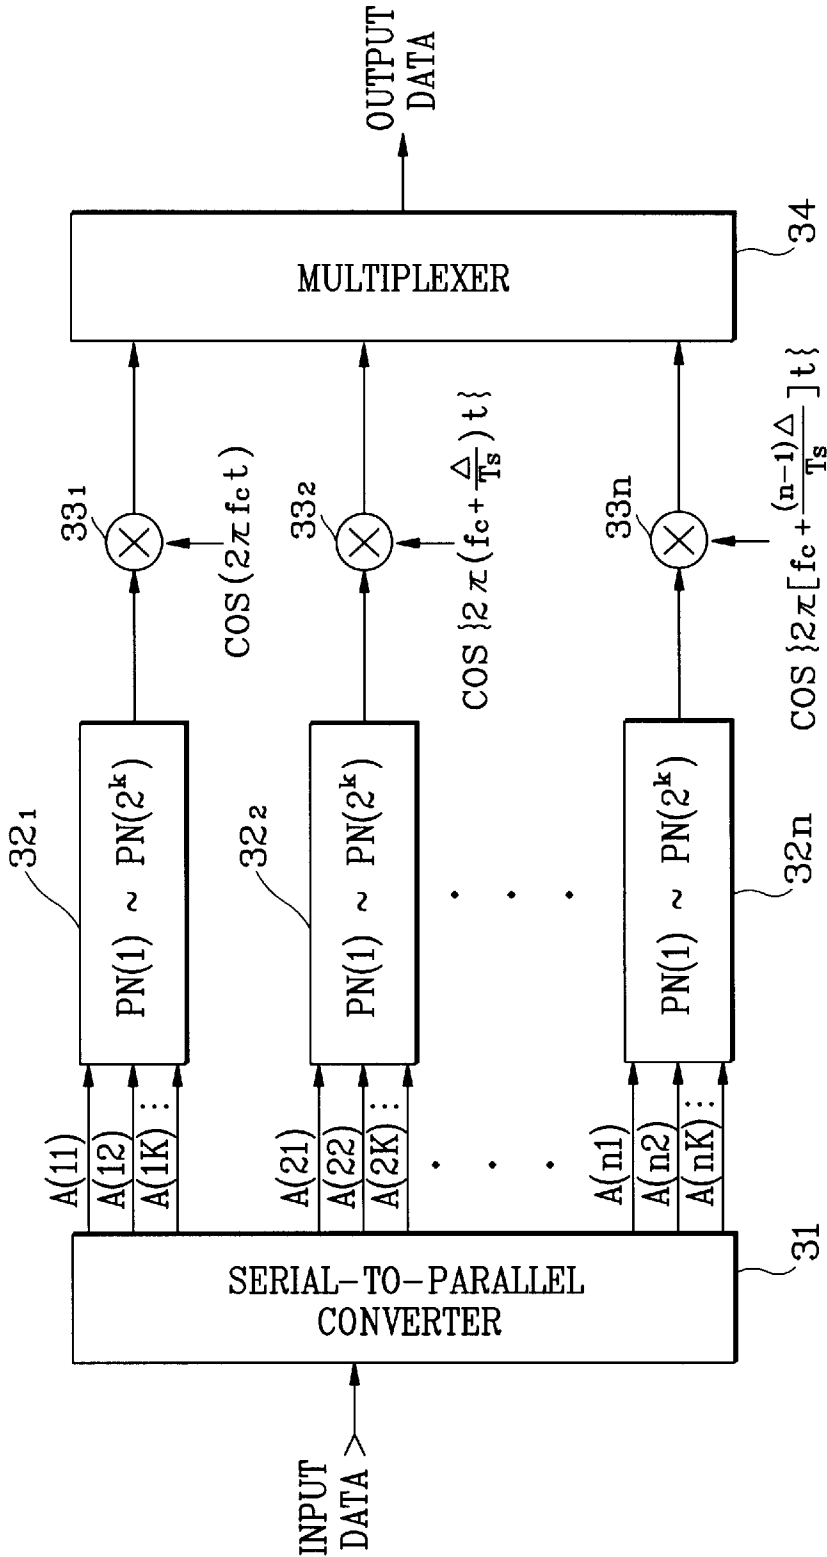 INPUT
DATA
SERIAL-TO-PARALLEL
CONVERTER
31
A(11)
A(12)
A(1K)
A(21)
A(22)
A(2K)
A(n1)
A(n2)
A(nK)
PN(1) ~ PN(2^k)
32₁
PN(1) ~ PN(2^k)
32₂
PN(1) ~ PN(2^k)
32n
33₁
COS(2π fc t)
33₂
COS{2π(fc + Δ/Ts)t}
33n
COS{2π[fc + (n-1)Δ/Ts]t}
MULTIPLEXER
34
OUTPUT
DATA